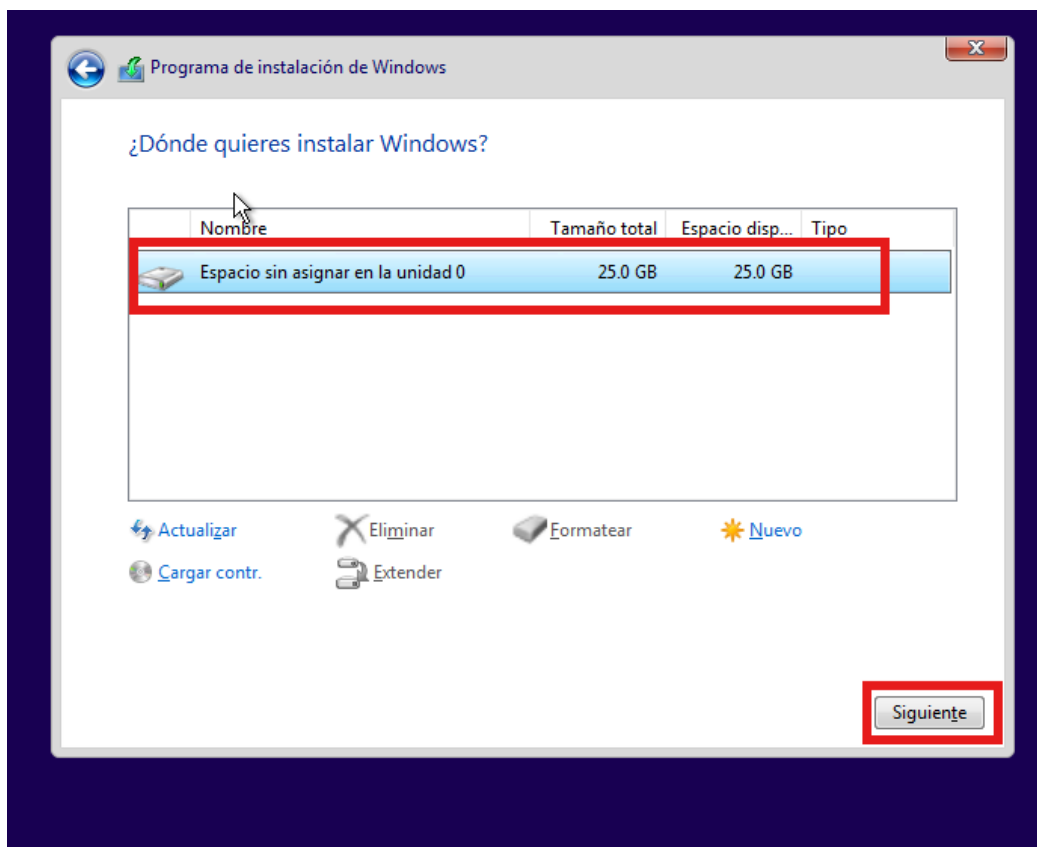 Programa de instalación de Windows
¿Dónde quieres instalar Windows?
Nombre Tamaño total Espacio disp... Tipo
Espacio sin asignar en la unidad 0 25.0 GB 25.0 GB
Actualizar Eliminar Formatear Nuevo
Cargar contr. Extender
Siguiente